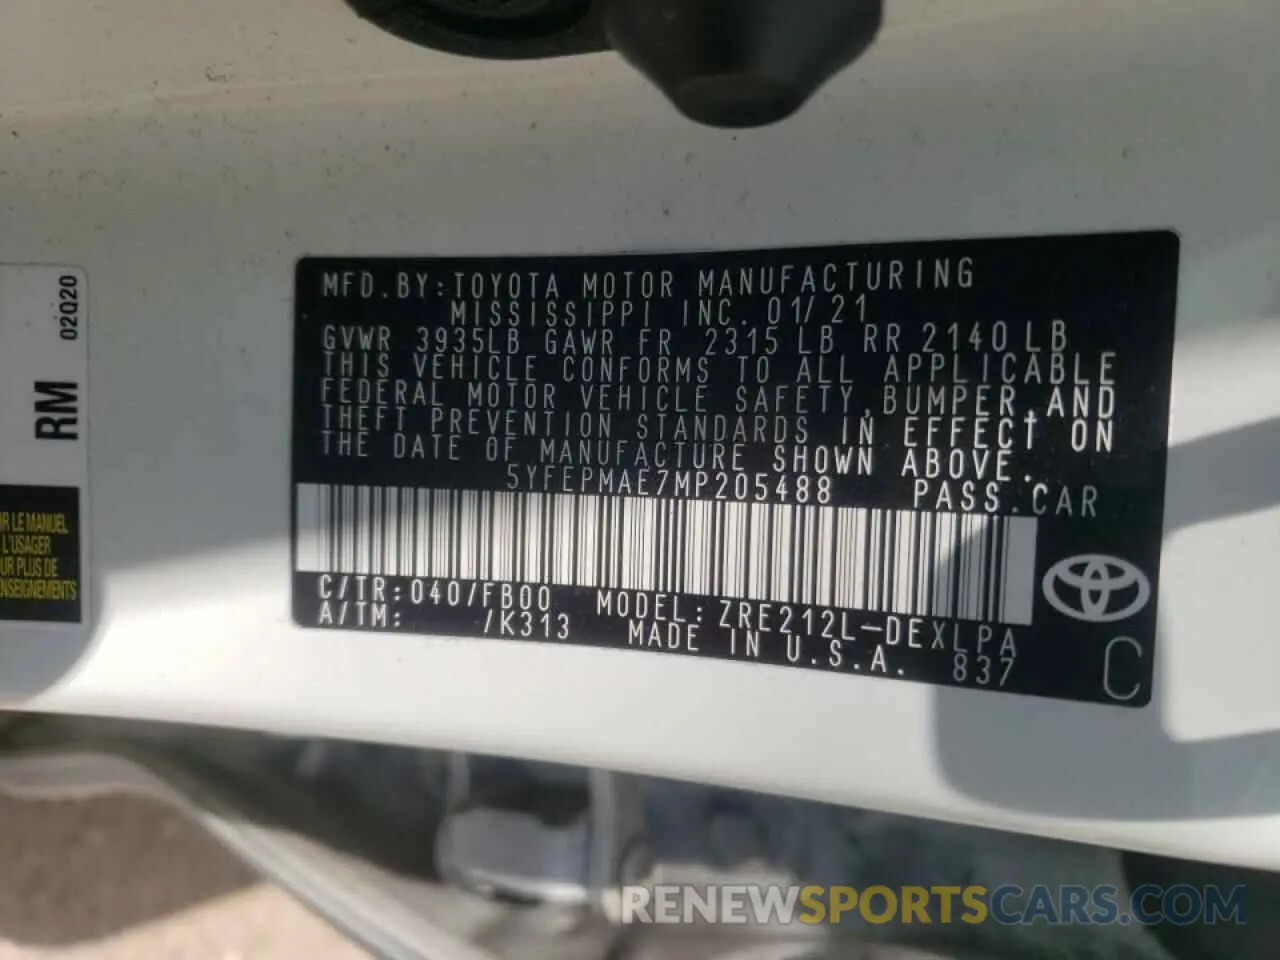 MFD.BY:TOYOTA MOTOR MANUFACTURING
MISSISSIPPI INC. 01/21
GVWR 3935LB GAWR FR 2315 LB RR 2140 LB
THIS VEHICLE CONFORMS TO ALL APPLICABLE
FEDERAL MOTOR VEHICLE SAFETY,BUMPER,AND
THEFT PREVENTION STANDARDS IN EFFECT ON
THE DATE OF MANUFACTURE SHOWN ABOVE.
5YFEPMAE7MP205488 PASS.CAR
C/TR:040/FB00 MODEL:ZRE212L-DEXLPA
A/TM: /K313 MADE IN U.S.A. 837
C
RM 02Q20
LE MANUEL
L'USAGER
PLUS DE
RENEWSPORTSCARS.COM